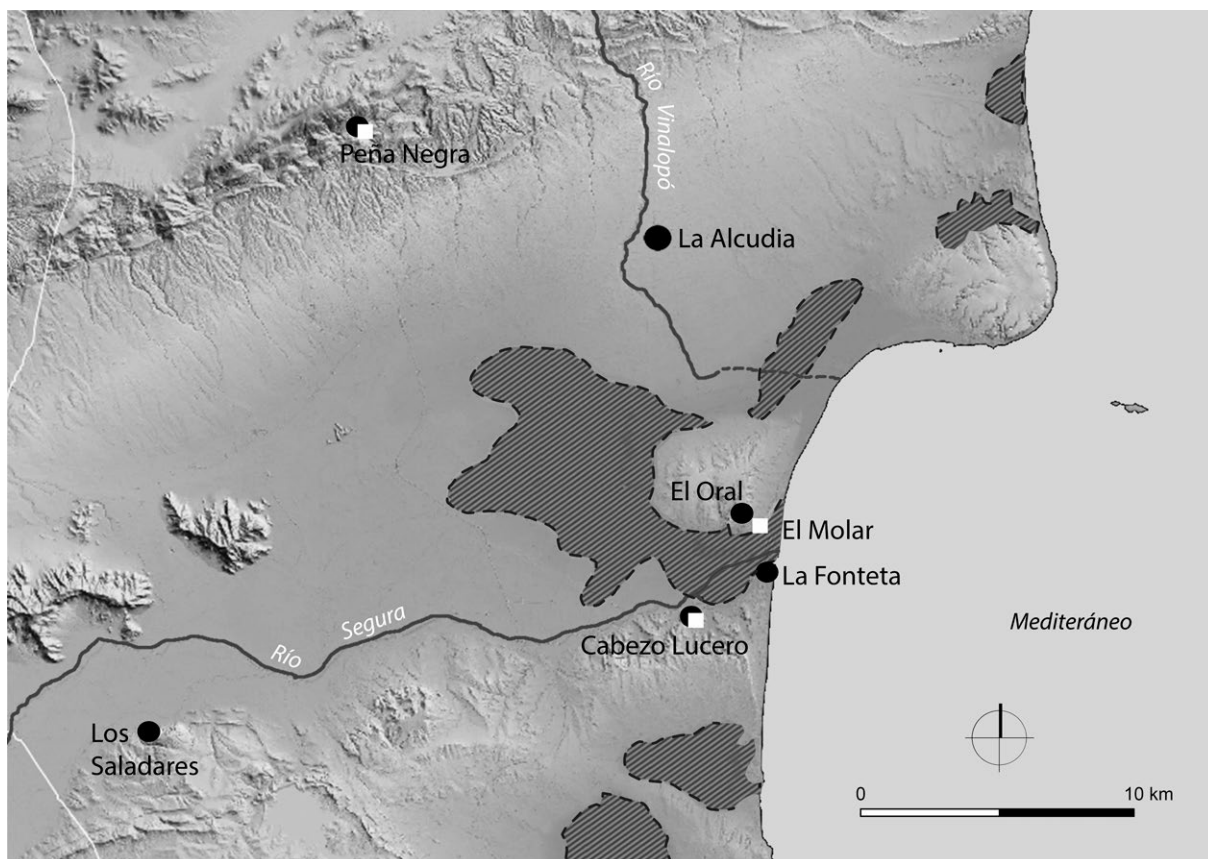 Río Vinalopó
Peña Negra
La Alcudia
El Oral
El Molar
La Fonteta
Río Segura
Cabezo Lucero
Mediteráneo
Los
Saladares
0 10 km